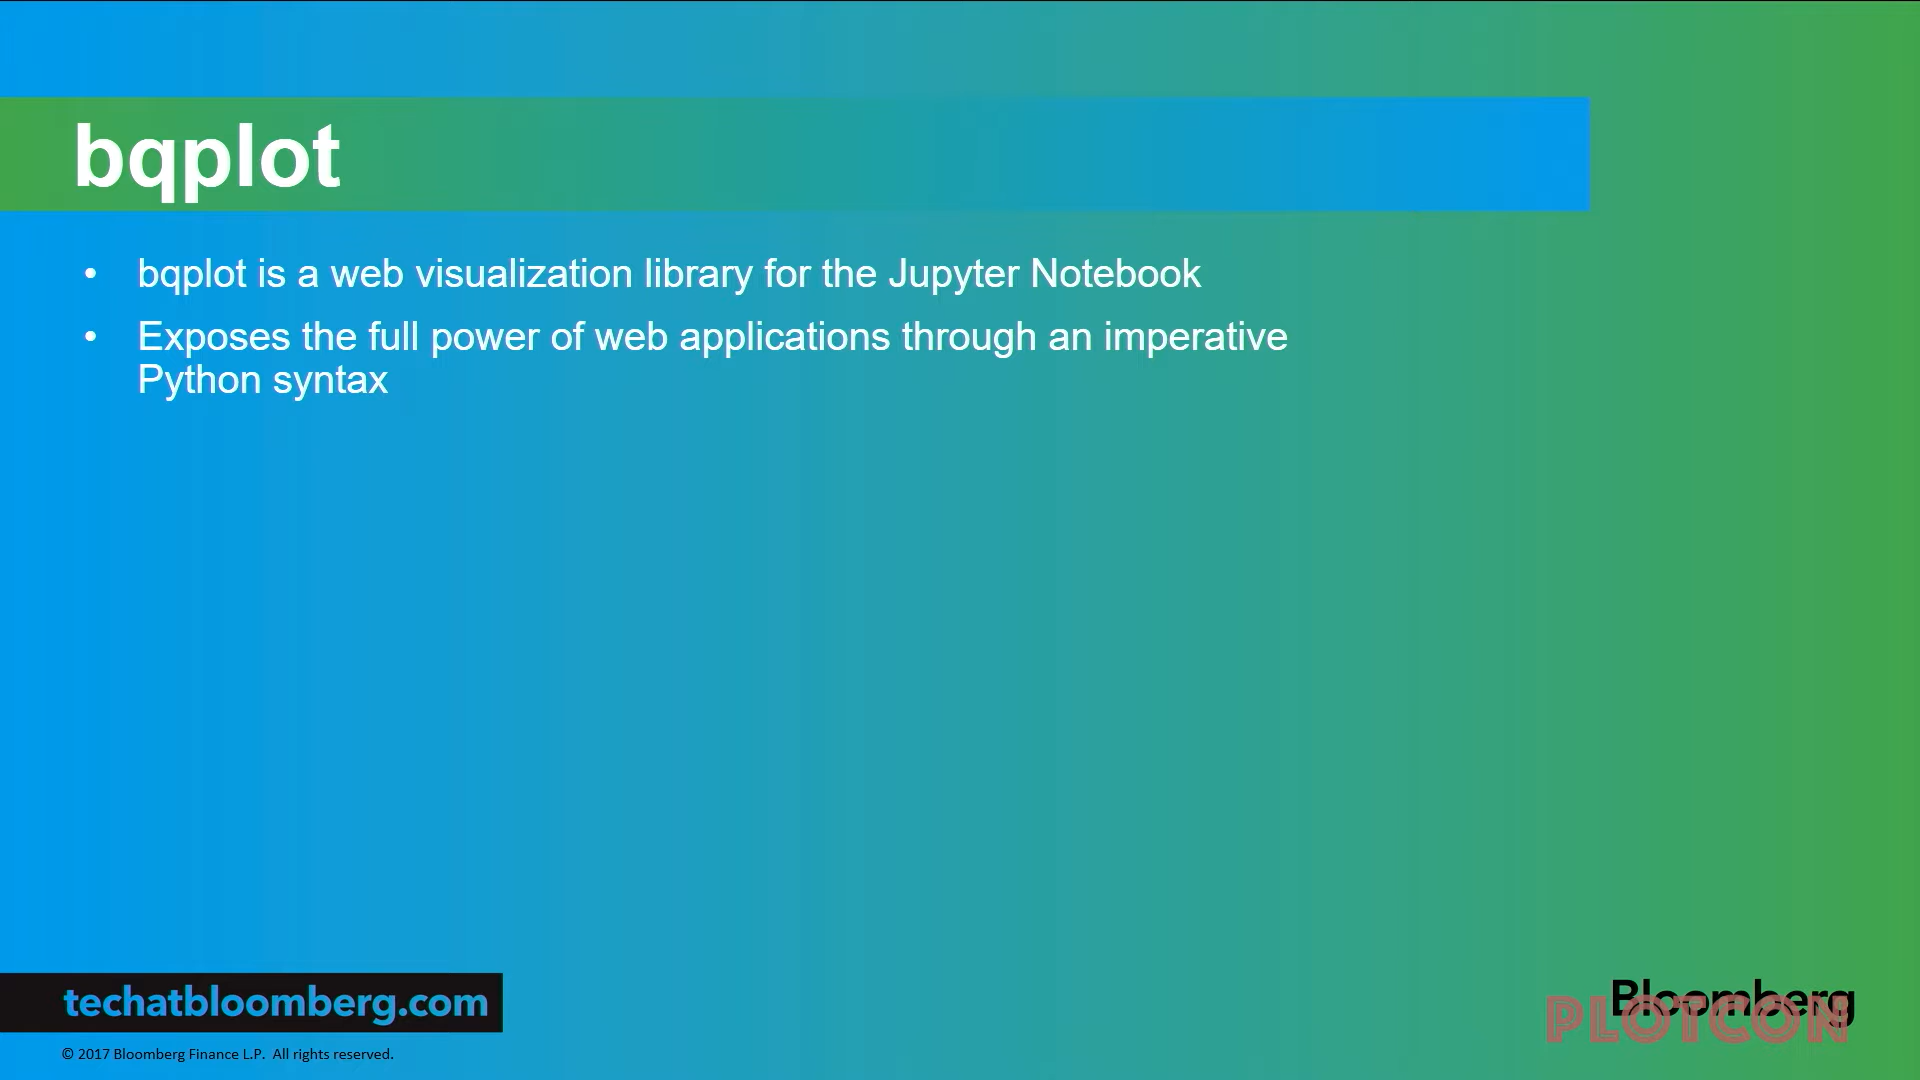 bqplot
• bqplot is a web visualization library for the Jupyter Notebook
• Exposes the full power of web applications through an imperative
Python syntax
techatbloomberg.com
© 2017 Bloomberg Finance L.P. All rights reserved.
Bloomberg
PLOTCON